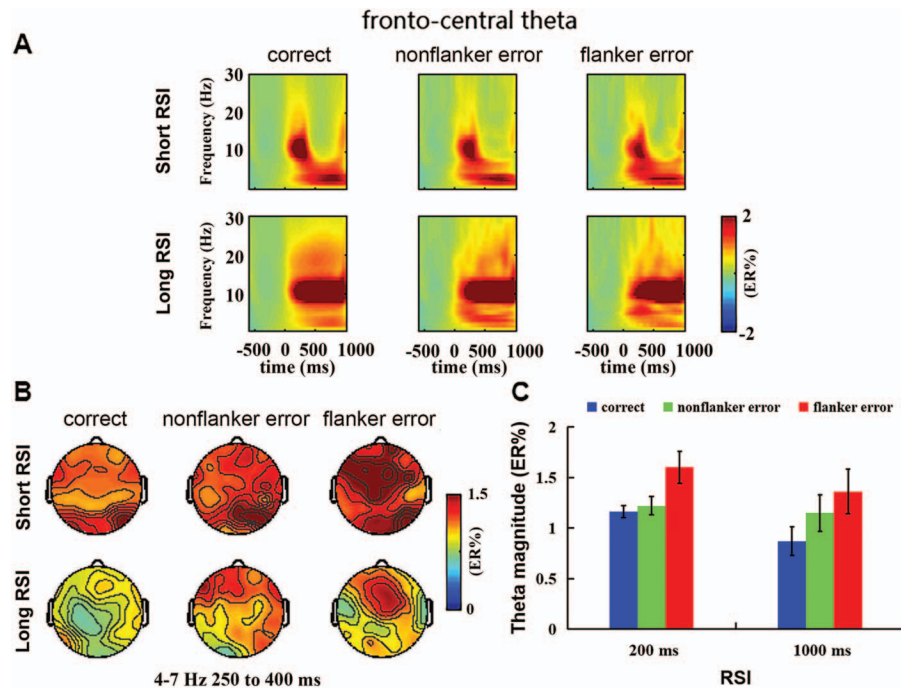 fronto-central theta
A
correct nonflanker error flanker error
Short RSI
Frequency (Hz)
30
20
10
Long RSI
Frequency (Hz)
30
20
10
-500 0 500 1000 -500 0 500 1000 -500 0 500 1000
time (ms) time (ms) time (ms)
2
(ER%)
-2
B
correct nonflanker error flanker error
Short RSI
Long RSI
1.5
(ER%)
0
4-7 Hz 250 to 400 ms
C
correct nonflanker error flanker error
Theta magnitude (ER%)
2
1.5
1
0.5
0
200 ms 1000 ms
RSI